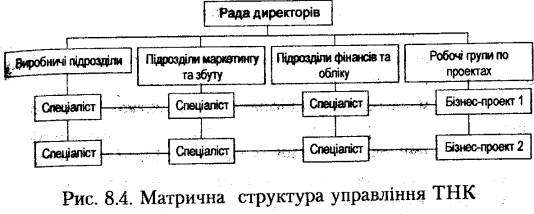 Рада директорів
Виробничі підрозділи
Підрозділи маркетингу
та збуту
Підрозділи фінансів та
обліку
Робочі групи по
проектах
Спеціаліст
Спеціаліст
Спеціаліст
Бізнес-проект 1
Спеціаліст
Спеціаліст
Спеціаліст
Бізнес-проект 2
Рис. 8.4. Матрична структура управління ТНК